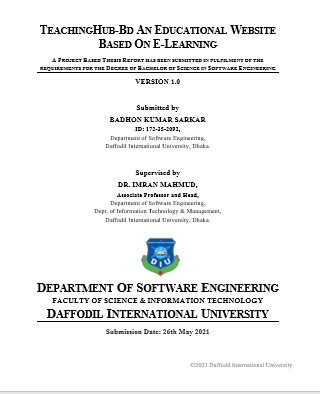 TEACHINGHUB-BD AN EDUCATIONAL WEBSITE
BASED ON E-LEARNING
A PROJECT BASED THESIS REPORT HAS BEEN SUBMITTED IN FULFILMENT OF THE
REQUIREMENTS FOR THE DEGREE OF BACHELOR OF SCIENCE IN SOFTWARE ENGINEERING
VERSION 1.0
Submitted by
BADHON KUMAR SARKAR
ID: 172-35-2092,
Department of Software Engineering,
Daffodil International University, Dhaka.
Supervised by
DR. IMRAN MAHMUD,
Associate Professor and Head,
Department of Software Engineering,
Dept. of Information Technology & Management,
Daffodil International University, Dhaka.
DIU
DEPARTMENT OF SOFTWARE ENGINEERING
FACULTY OF SCIENCE & INFORMATION TECHNOLOGY
DAFFODIL INTERNATIONAL UNIVERSITY
Submission Date: 26th May 2021
©2021 Daffodil International University